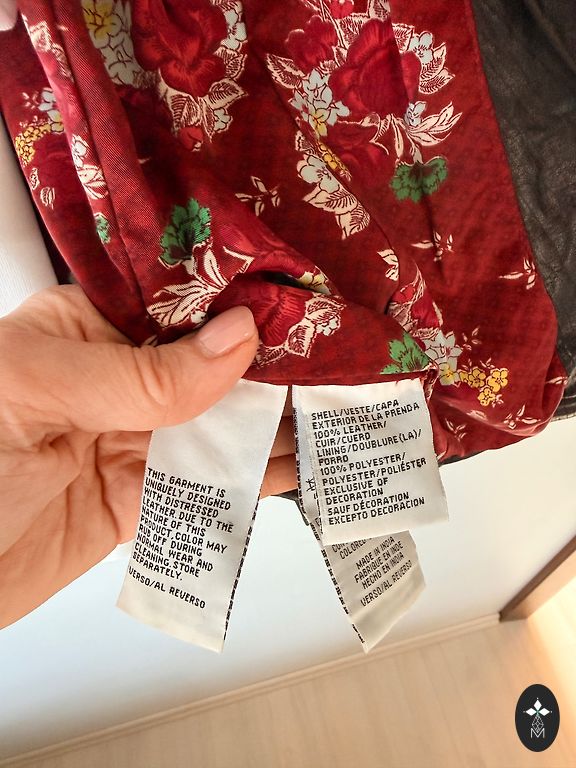 THIS GARMENT IS
UNIQUELY DESIGNED
WITH DISTRESSED
LEATHER. DUE TO THE
NATURE OF THIS
PRODUCT, COLOR MAY
RUB OFF DURING
NORMAL WEAR AND
CLEANING. STORE
SEPARATELY.
VERSO/AL REVERSO
SHELL/VESTE/CAPA
EXTERIOR DE LA PRENDA
100% LEATHER/
CUIR/CUERO
LINING/DOUBLURE(LA)/
FORRO
100% POLYESTER/
POLYESTER/POLIÉSTER
EXCLUSIVE OF
DECORATION
SAUF DÉCORATION
EXCEPTO DECORACION
MADE IN INDIA
FABRIQUE EN INDE
HECHO EN INDIA
VERSO/AL REVERSO
M